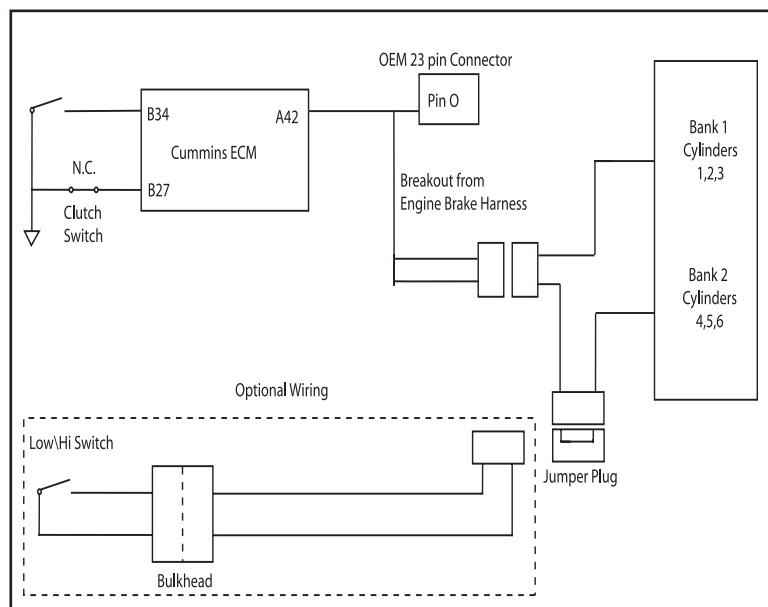 OEM 23 pin Connector
Pin O
B34
A42
Cummins ECM
N.C.
B27
Clutch
Switch
Breakout from
Engine Brake Harness
Bank 1
Cylinders
1,2,3
Bank 2
Cylinders
4,5,6
Optional Wiring
Low\Hi Switch
Bulkhead
Jumper Plug